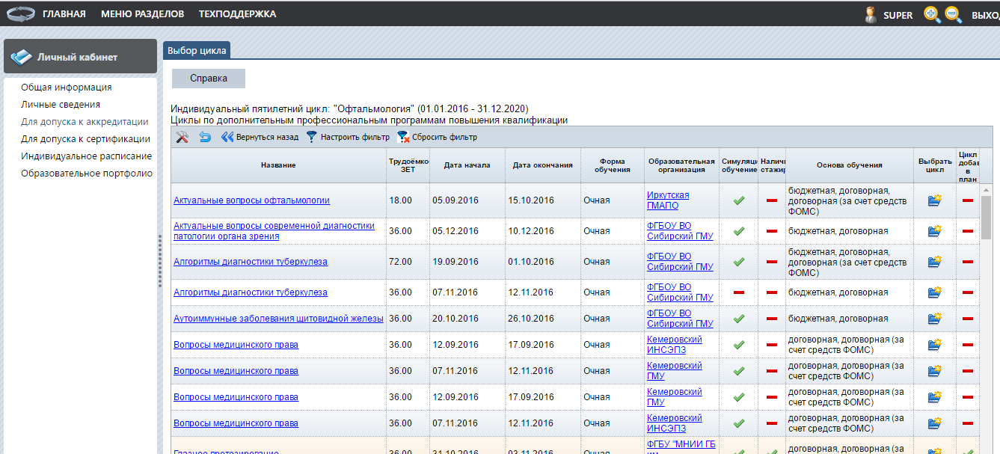 ГЛАВНАЯ МЕНЮ РАЗДЕЛОВ ТЕХПОДДЕРЖКА SUPER ВЫХО
Личный кабинет
Общая информация
Личные сведения
Для допуска к аккредитации
Для допуска к сертификации
Индивидуальное расписание
Образовательное портфолио
Выбор цикла
Справка
Индивидуальный пятилетний цикл: "Офтальмология" (01.01.2016 - 31.12.2020)
Циклы по дополнительным профессиональным программам повышения квалификации
Вернуться назад Настроить фильтр Сбросить фильтр
Название
Трудоёмко
ЗЕТ
Дата начала
Дата окончания
Форма
обучения
Образовательная
организация
Симуляц
обучение
Налич
стажир
Основа обучения
Выбрать
цикл
Цикл
добав
в
план
Актуальные вопросы офтальмологии 18.00 05.09.2016 15.10.2016 Очная
Иркутская
ГМАПО
бюджетная, договорная,
договорная (за счет средств
ФОМС)
Актуальные вопросы современной диагностики
патологии органа зрения
36.00 05.12.2016 10.12.2016 Очная
ФГБОУ ВО
Сибирский ГМУ
бюджетная, договорная
Алгоритмы диагностики туберкулеза 72.00 19.09.2016 01.10.2016 Очная
ФГБОУ ВО
Сибирский ГМУ
бюджетная, договорная,
договорная (за счет средств
ФОМС)
Алгоритмы диагностики туберкулеза 36.00 07.11.2016 12.11.2016 Очная
ФГБОУ ВО
Сибирский ГМУ
бюджетная, договорная
Аутоиммунные заболевания щитовидной железы 36.00 20.10.2016 26.10.2016 Очная
ФГБОУ ВО
Сибирский ГМУ
бюджетная, договорная
Вопросы медицинского права 36.00 12.09.2016 17.09.2016 Очная
Кемеровский
ИНСЭПЗ
договорная, договорная (за
счет средств ФОМС)
Вопросы медицинского права 36.00 07.11.2016 12.11.2016 Очная
Кемеровский
ГМУ
договорная, договорная (за
счет средств ФОМС)
Вопросы медицинского права 36.00 12.09.2016 17.09.2016 Очная
Кемеровский
ГМУ
договорная, договорная (за
счет средств ФОМС)
Вопросы медицинского права 36.00 07.11.2016 12.11.2016 Очная
Кемеровский
ИНСЭПЗ
договорная, договорная (за
счет средств ФОМС)
Глазное протезирование 36.00 31.10.2016 03.11.2016 Очная
ФГБУ "МНИИ ГБ
им
договорная, договорная (за